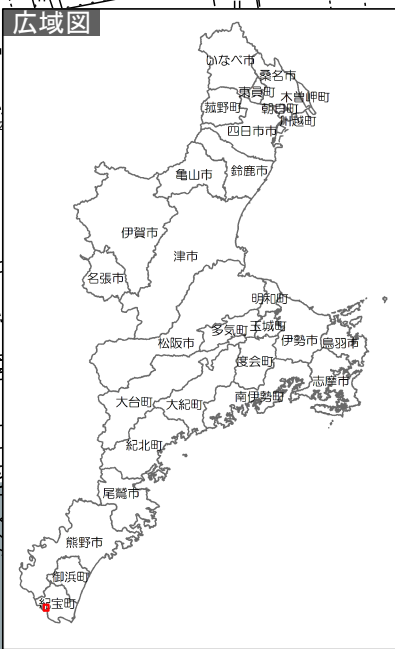 広域図
いなべ市
桑名市
東員町
木曽岬町
菰野町
朝日町
川越町
四日市市
鈴鹿市
亀山市
伊賀市
津市
名張市
明和町
多気町
玉城町
伊勢市
鳥羽市
松阪市
度会町
志摩市
大台町
大紀町
南伊勢町
紀北町
尾鷲市
熊野市
御浜町
紀宝町